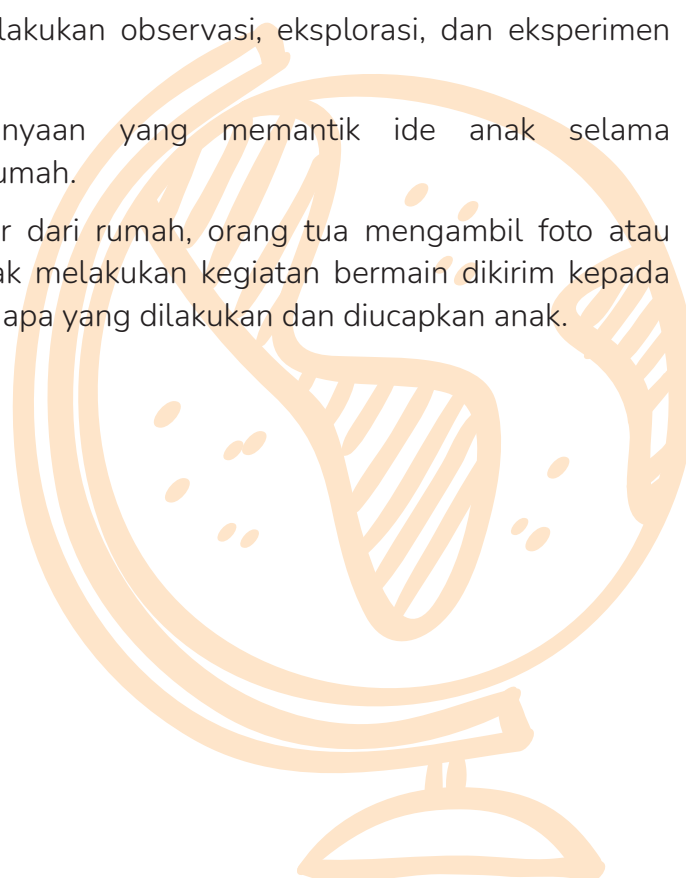 lakukan observasi, eksplorasi, dan eksperimen
nyaan yang memantik ide anak selama
umah.
r dari rumah, orang tua mengambil foto atau
ak melakukan kegiatan bermain dikirim kepada
apa yang dilakukan dan diucapkan anak.